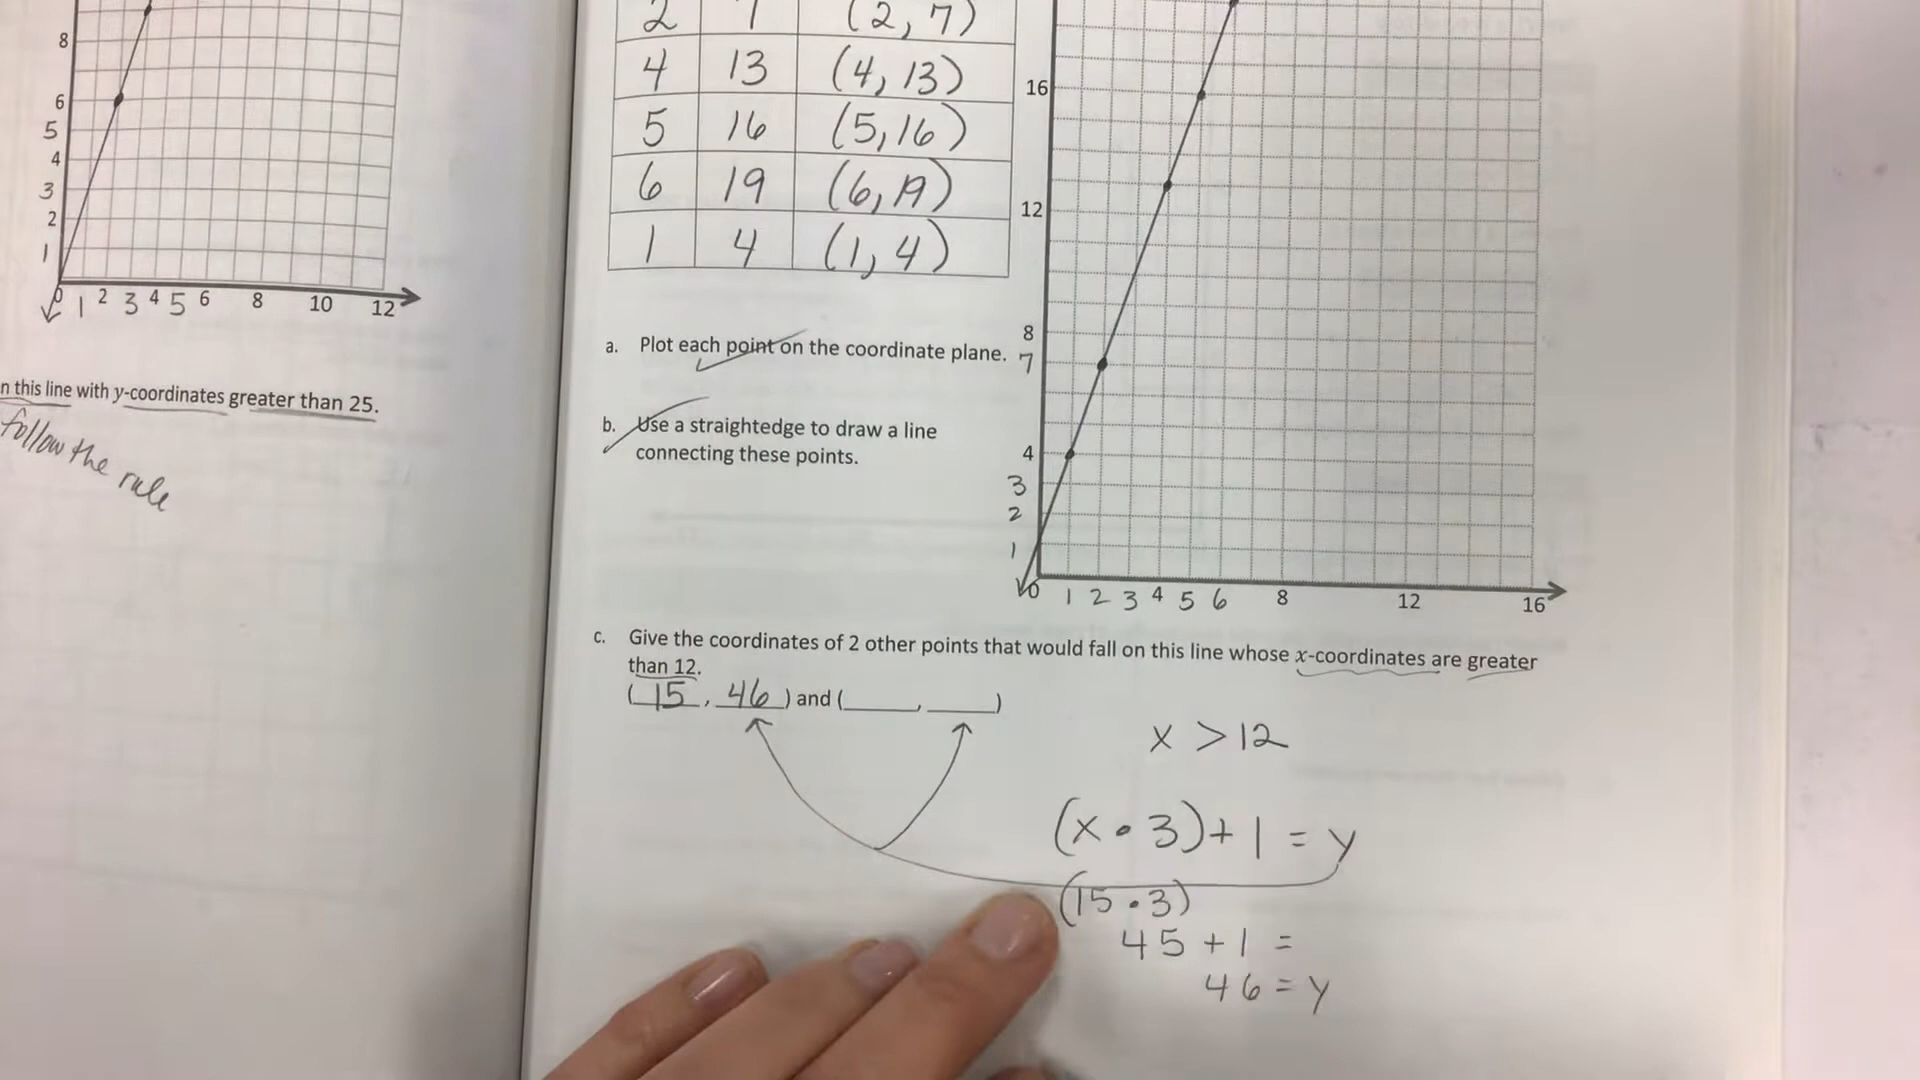 8
6
5
4
3
2
1
0 1 2 3 4 5 6 8 10 12
n this line with y-coordinates greater than 25.
follow the rule
2 7 (2, 7)
4 13 (4, 13)
5 16 (5, 16)
6 19 (6, 19)
1 4 (1, 4)
a. Plot each point on the coordinate plane.
b. Use a straightedge to draw a line
connecting these points.
16
12
8
7
4
3
2
1
0 1 2 3 4 5 6 8 12 16
c. Give the coordinates of 2 other points that would fall on this line whose x-coordinates are greater
than 12.
(15, 46) and (____, ____)
x > 12
(x • 3) + 1 = y
(15 • 3)
45 + 1 =
46 = y